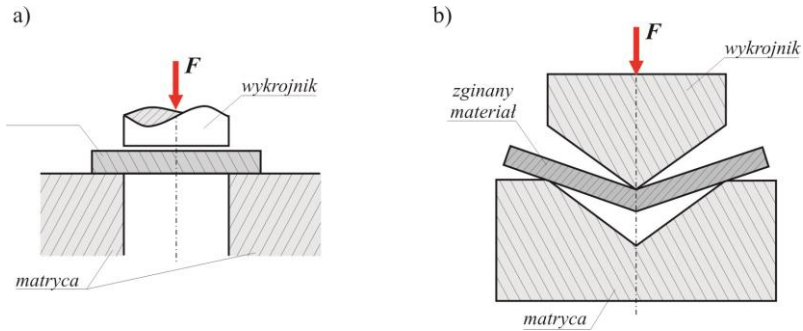 a)
F
wykrojnik
matryca
b)
F
wykrojnik
zginany
materiał
matryca